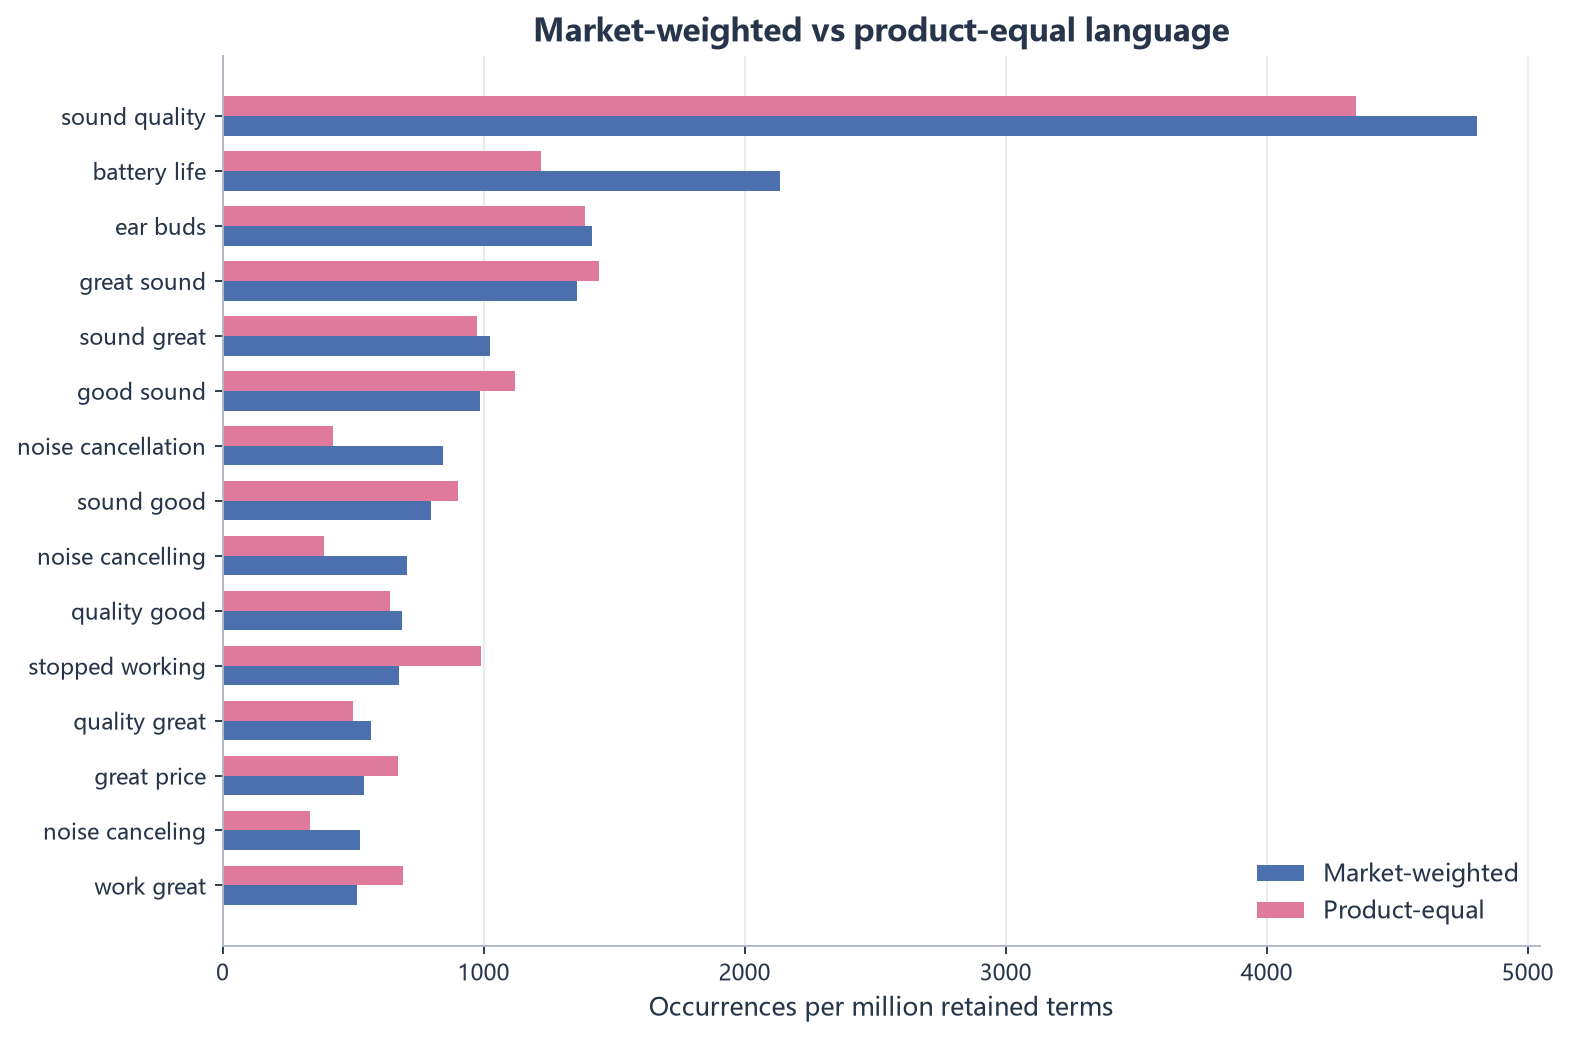 Market-weighted vs product-equal language
sound quality
battery life
ear buds
great sound
sound great
good sound
noise cancellation
sound good
noise cancelling
quality good
stopped working
quality great
great price
noise canceling
work great
Market-weighted
Product-equal
0 1000 2000 3000 4000 5000
Occurrences per million retained terms